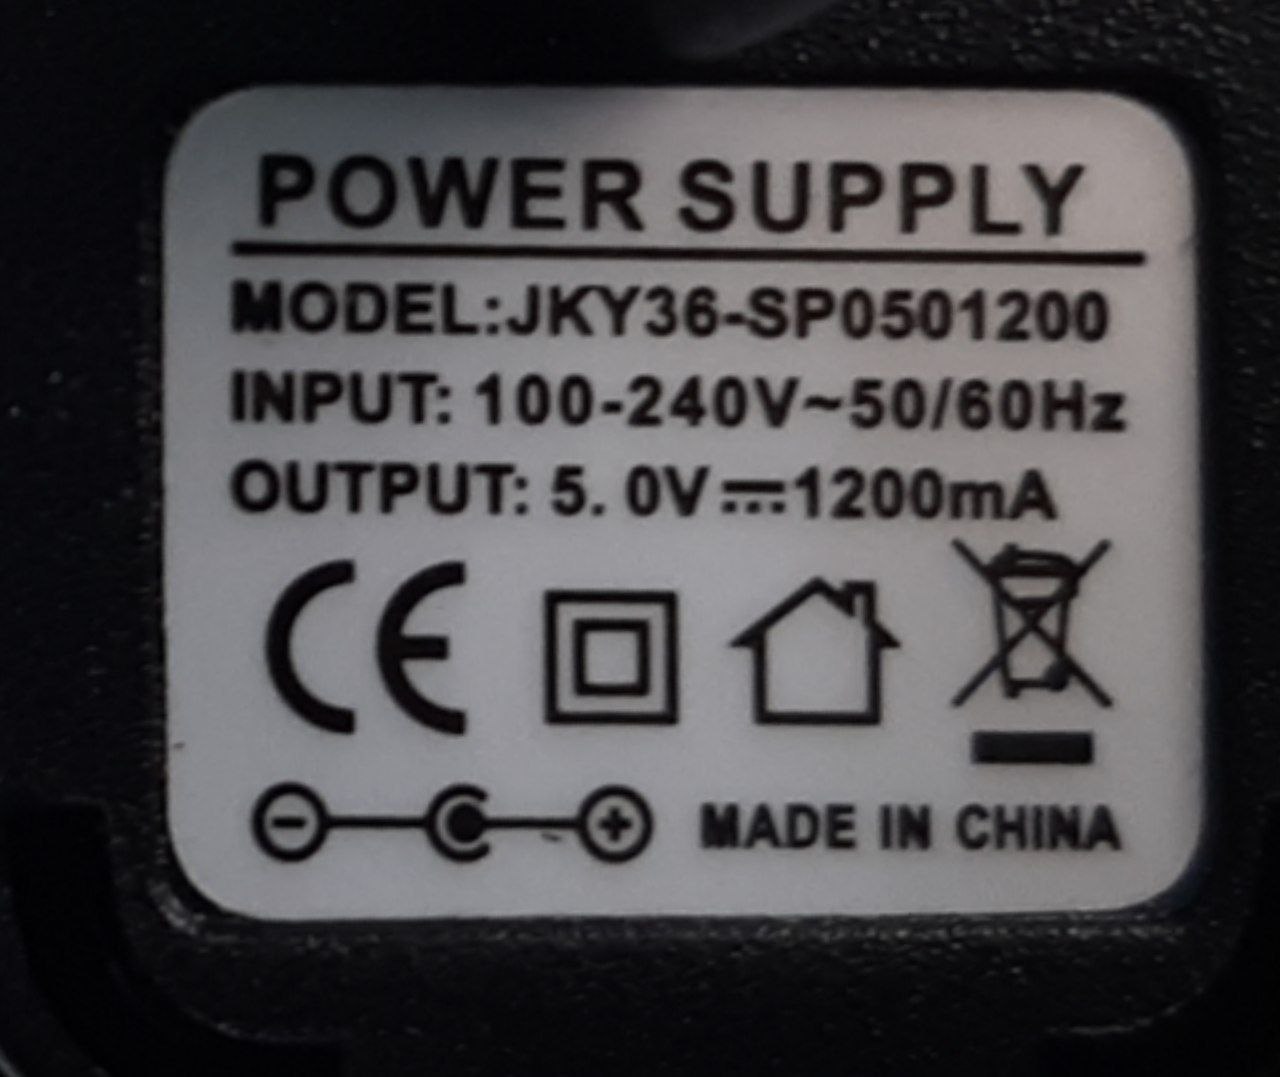 POWER SUPPLY
MODEL:JKY36-SP0501200
INPUT: 100-240V~50/60Hz
OUTPUT: 5.0V⎓1200mA
CE
MADE IN CHINA